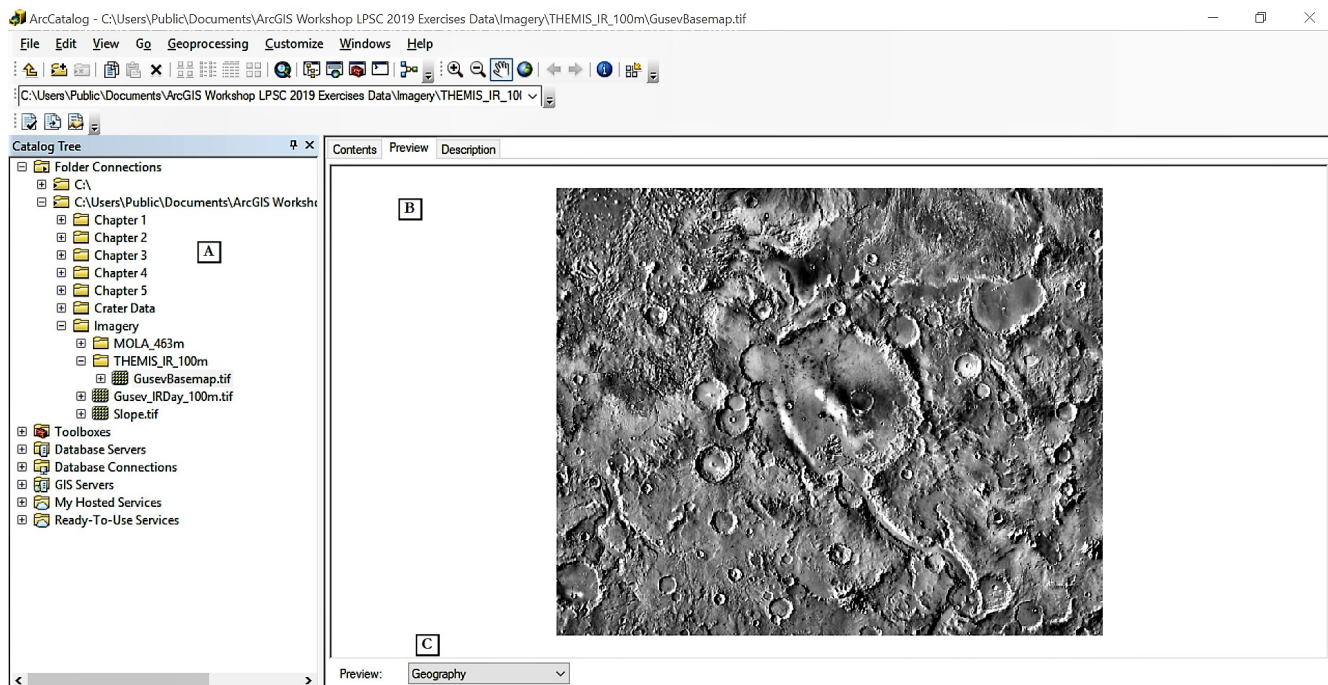 ArcCatalog - C:\Users\Public\Documents\ArcGIS Workshop LPSC 2019 Exercises Data\Imagery\THEMIS_IR_100m\GusevBasemap.tif
File Edit View Go Geoprocessing Customize Windows Help
C:\Users\Public\Documents\ArcGIS Workshop LPSC 2019 Exercises Data\Imagery\THEMIS_IR_10
Catalog Tree
Contents Preview Description
Folder Connections
C:\
C:\Users\Public\Documents\ArcGIS Worksh
B
Chapter 1
Chapter 2
A
Chapter 3
Chapter 4
Chapter 5
Crater Data
Imagery
MOLA_463m
THEMIS_IR_100m
GusevBasemap.tif
Gusev_IRDay_100m.tif
Slope.tif
Toolboxes
Database Servers
Database Connections
GIS Servers
My Hosted Services
Ready-To-Use Services
C
Preview: Geography